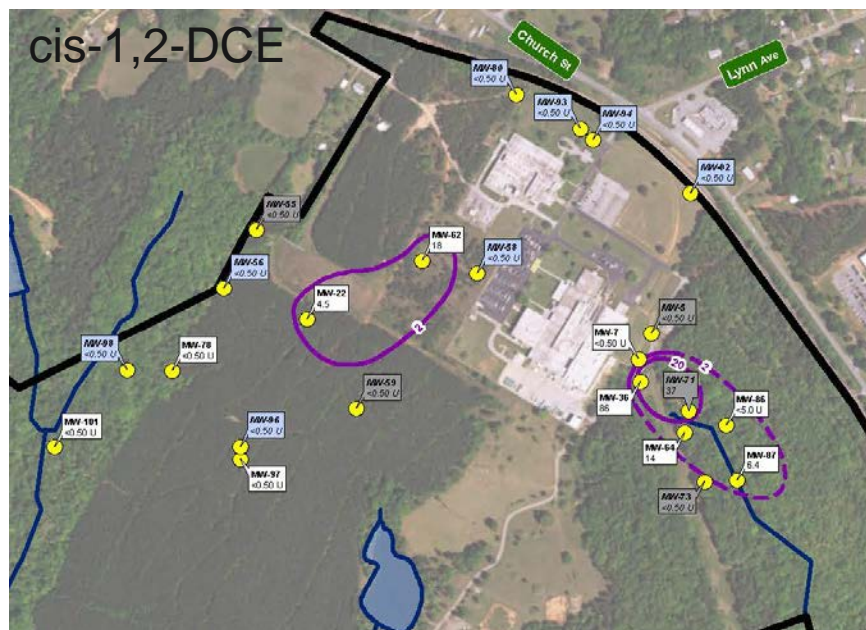 cis-1,2-DCE
Church St
Lynn Ave
MW-80
<0.50 U
MW-93
<0.50 U
MW-94
<0.50 U
MW-92
<0.50 U
MW-55
<0.50 U
MW-62
18
MW-58
<0.50 U
MW-56
<0.50 U
MW-22
4.5
2
MW-5
<0.50 U
MW-7
<0.50 U
20
2
MW-98
<0.50 U
MW-78
<0.50 U
MW-71
37
MW-59
<0.50 U
MW-36
86
MW-86
<5.0 U
MW-101
<0.50 U
MW-96
<0.50 U
MW-64
14
MW-87
6.4
MW-97
<0.50 U
MW-73
<0.50 U